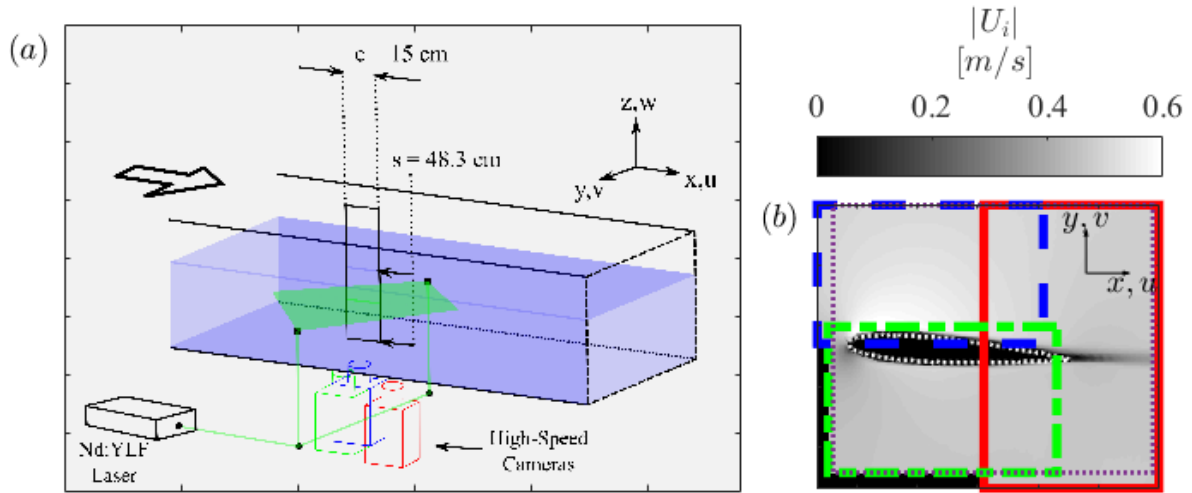 (a)
c 15 cm
z,w
s = 48.3 cm
y,v
x,u
Nd:YLF
Laser
High-Speed
Cameras
|U_i|
[m/s]
0 0.2 0.4 0.6
(b)
y, v
x, u